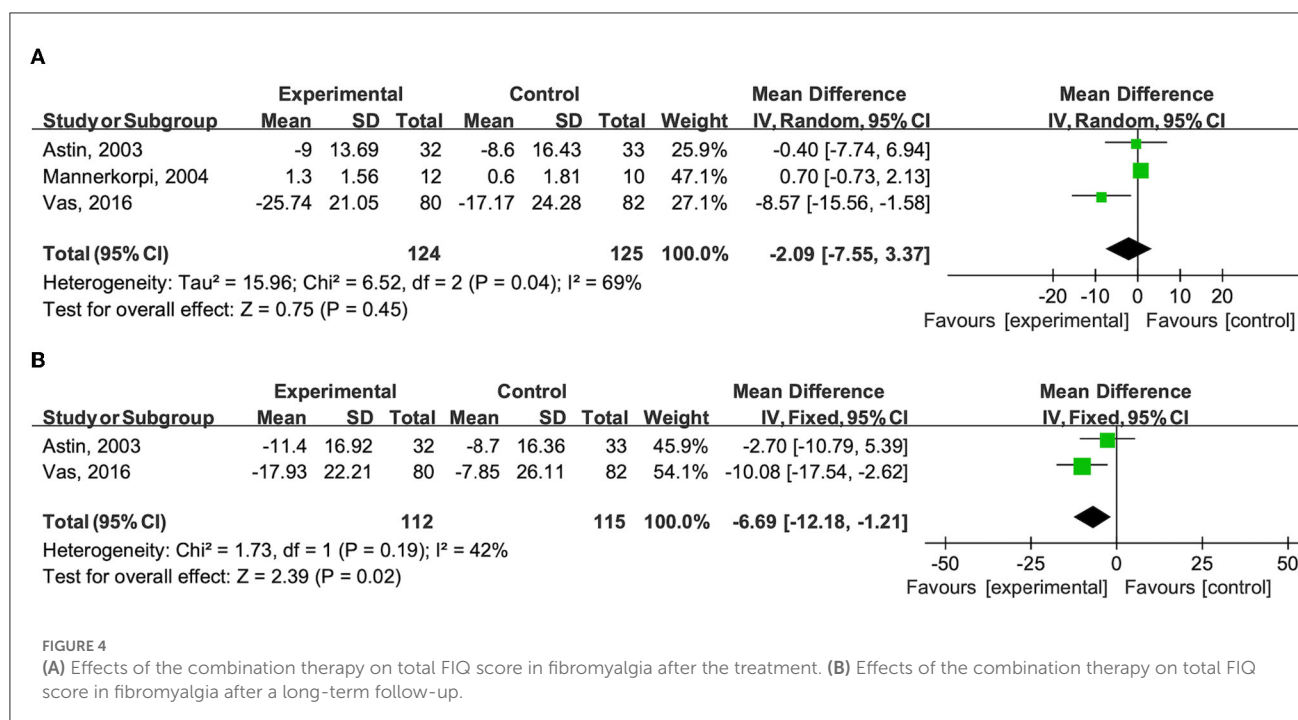 A
Experimental Control Mean Difference Mean Difference
Study or Subgroup Mean SD Total Mean SD Total Weight IV, Random, 95% CI IV, Random, 95% CI
Astin, 2003 -9 13.69 32 -8.6 16.43 33 25.9% -0.40 [-7.74, 6.94]
Mannerkorpi, 2004 1.3 1.56 12 0.6 1.81 10 47.1% 0.70 [-0.73, 2.13]
Vas, 2016 -25.74 21.05 80 -17.17 24.28 82 27.1% -8.57 [-15.56, -1.58]
Total (95% CI) 124 125 100.0% -2.09 [-7.55, 3.37]
Heterogeneity: Tau² = 15.96; Chi² = 6.52, df = 2 (P = 0.04); I² = 69%
Test for overall effect: Z = 0.75 (P = 0.45)
-20 -10 0 10 20
Favours [experimental] Favours [control]
B
Experimental Control Mean Difference Mean Difference
Study or Subgroup Mean SD Total Mean SD Total Weight IV, Fixed, 95% CI IV, Fixed, 95% CI
Astin, 2003 -11.4 16.92 32 -8.7 16.36 33 45.9% -2.70 [-10.79, 5.39]
Vas, 2016 -17.93 22.21 80 -7.85 26.11 82 54.1% -10.08 [-17.54, -2.62]
Total (95% CI) 112 115 100.0% -6.69 [-12.18, -1.21]
Heterogeneity: Chi² = 1.73, df = 1 (P = 0.19); I² = 42%
Test for overall effect: Z = 2.39 (P = 0.02)
-50 -25 0 25 50
Favours [experimental] Favours [control]
FIGURE 4
(A) Effects of the combination therapy on total FIQ score in fibromyalgia after the treatment. (B) Effects of the combination therapy on total FIQ
score in fibromyalgia after a long-term follow-up.